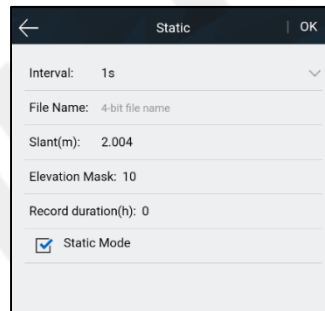 Static
OK
Interval: 1s
File Name: 4-bit file name
Slant(m): 2.004
Elevation Mask: 10
Record duration(h): 0
Static Mode